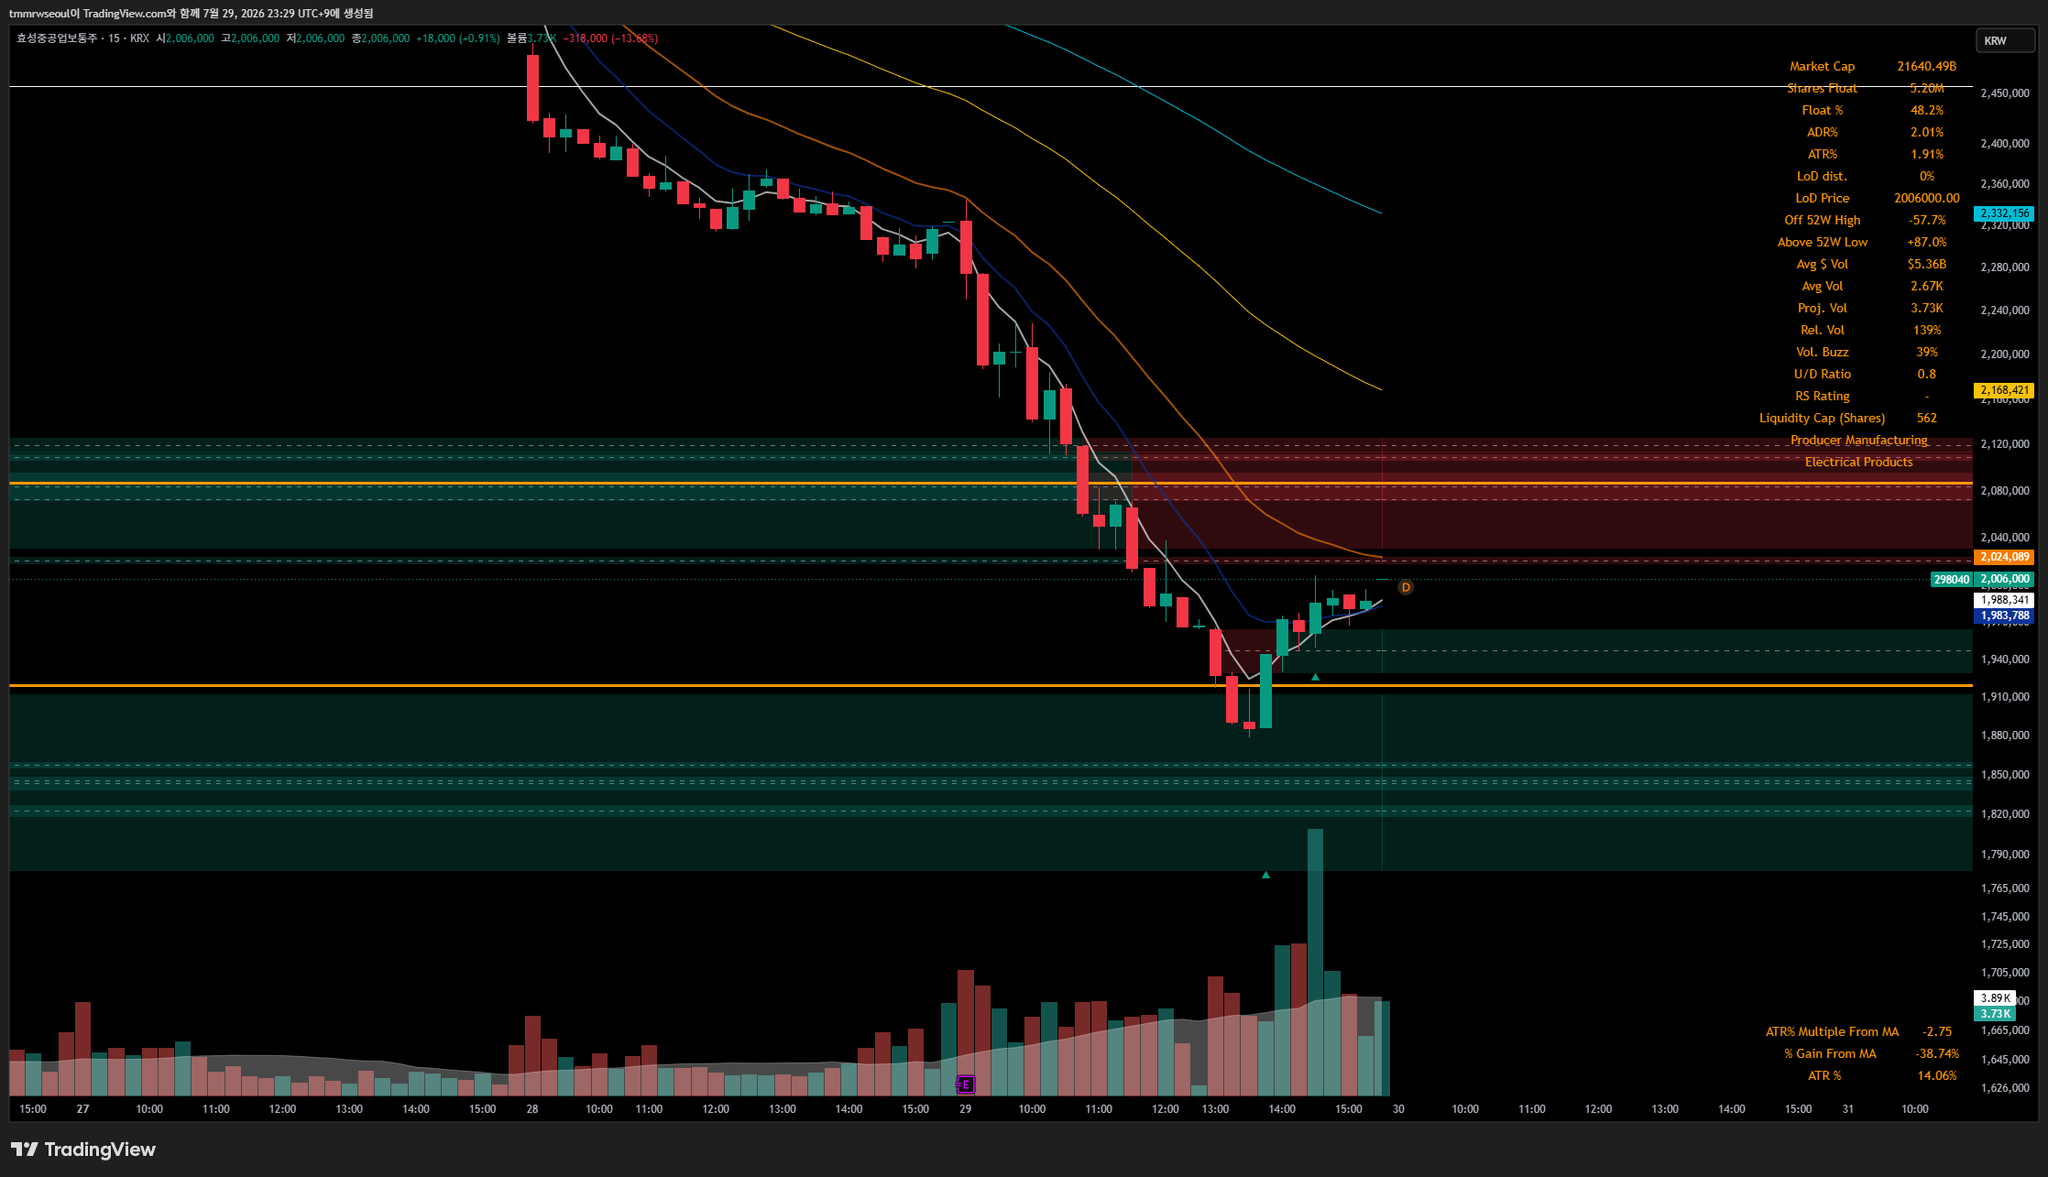 tmmrwseoul이 TradingView.com와 함께 7월 29, 2026 23:29 UTC+9에 생성됨
효성중공업보통주 · 15 · KRX 시2,006,000 고2,006,000 저2,006,000 종2,006,000 +18,000 (+0.91%) 볼륨3.73K −318,000 (−13.68%)
KRW
Market Cap 21640.49B
Shares Float 5.20M
Float % 48.2%
ADR% 2.01%
ATR% 1.91%
LoD dist. 0%
LoD Price 2006000.00
Off 52W High -57.7%
Above 52W Low +87.0%
Avg $ Vol $5.36B
Avg Vol 2.67K
Proj. Vol 3.73K
Rel. Vol 139%
Vol. Buzz 39%
U/D Ratio 0.8
RS Rating -
Liquidity Cap (Shares) 562
Producer Manufacturing
Electrical Products
2,450,000
2,400,000
2,360,000
2,332,156
2,320,000
2,280,000
2,240,000
2,200,000
2,168,421
2,160,000
2,120,000
2,080,000
2,040,000
2,024,089
298040 2,006,000
1,988,341
1,983,788
1,940,000
1,910,000
1,880,000
1,850,000
1,820,000
1,790,000
1,765,000
1,745,000
1,725,000
1,705,000
3.89 K
3.73 K
1,665,000
1,645,000
1,626,000
D
E
ATR% Multiple From MA -2.75
% Gain From MA -38.74%
ATR % 14.06%
15:00 27 10:00 11:00 12:00 13:00 14:00 15:00 28 10:00 11:00 12:00 13:00 14:00 15:00 29 10:00 11:00 12:00 13:00 14:00 15:00 30 10:00 11:00 12:00 13:00 14:00 15:00 31 10:00
TradingView